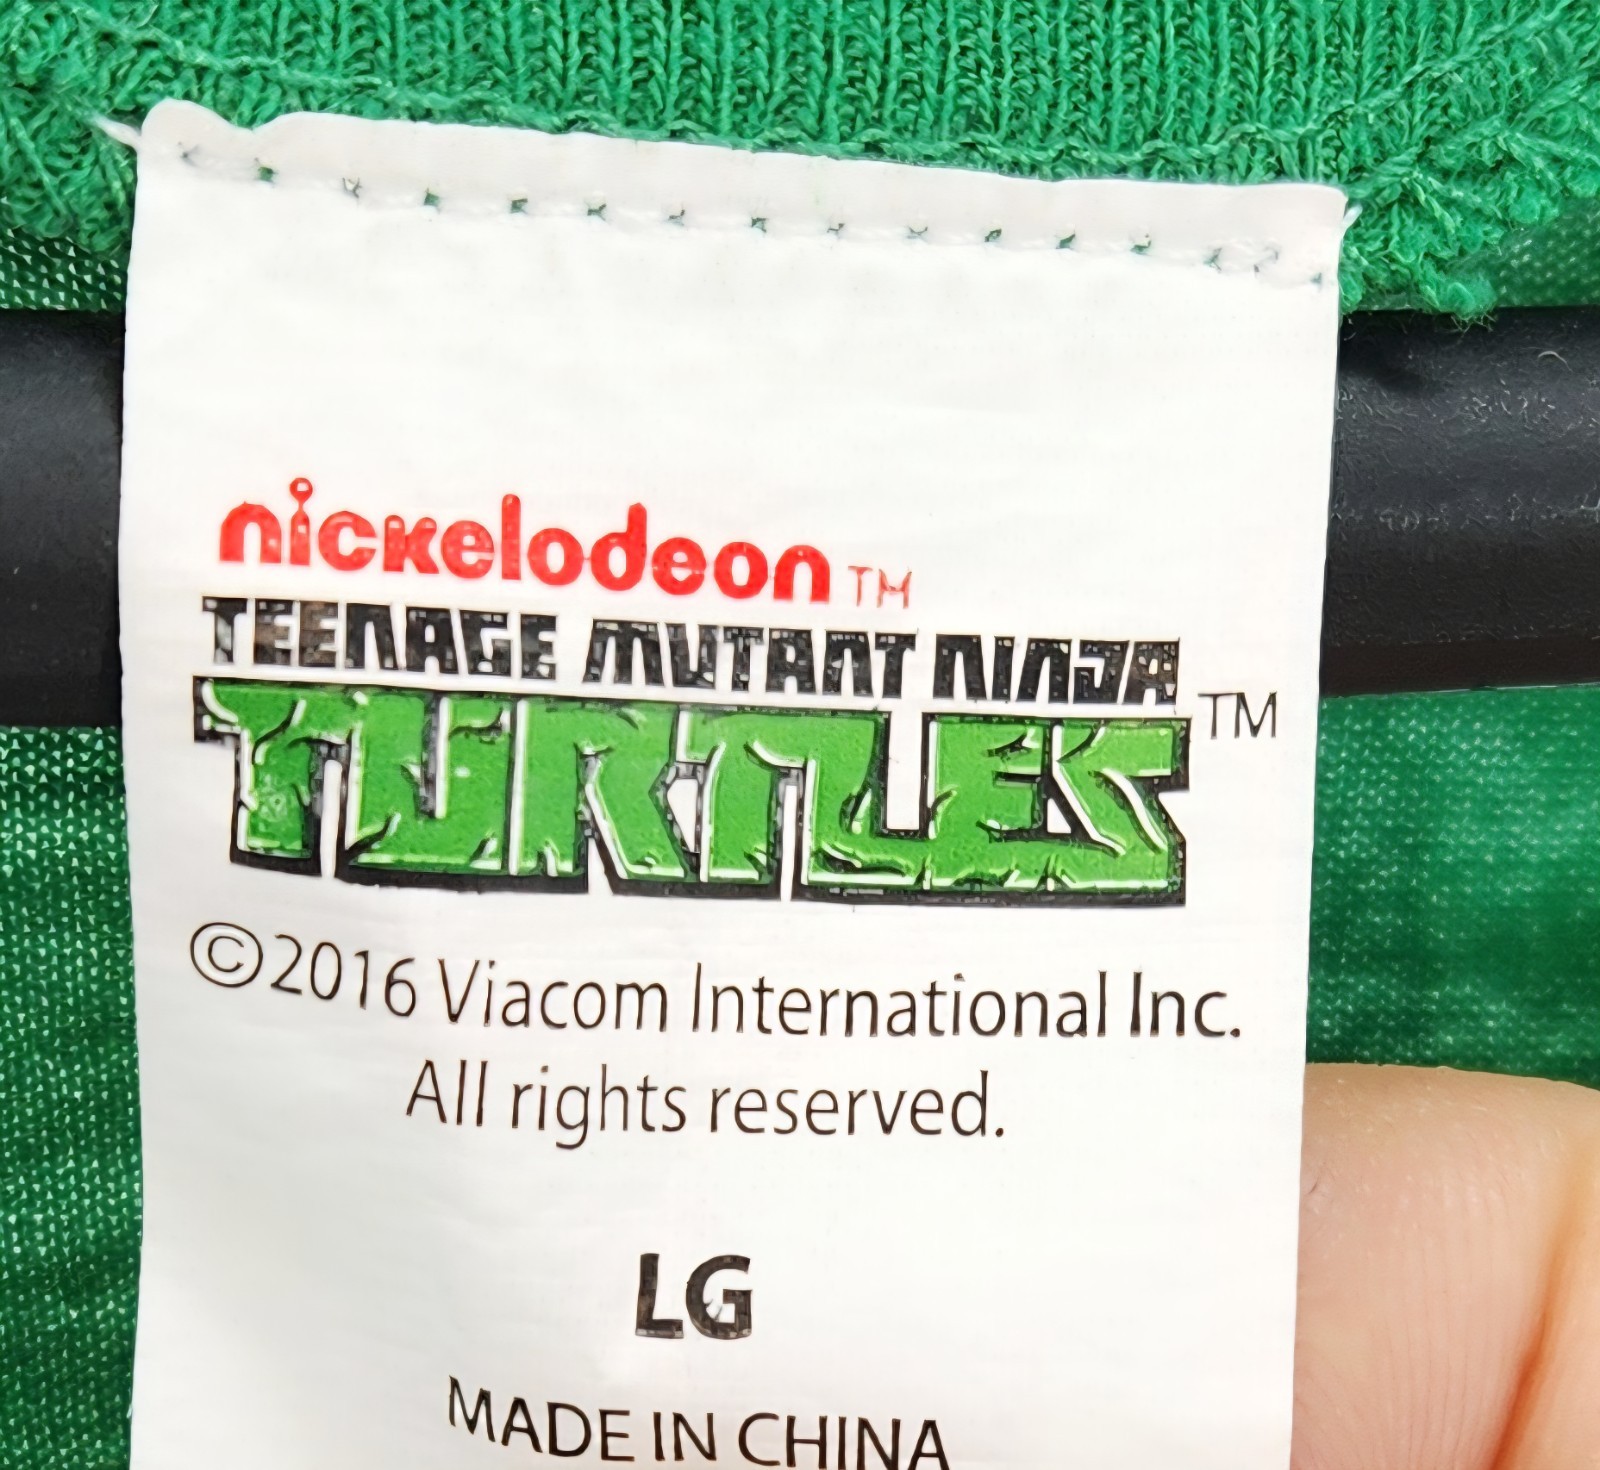 nickelodeon™
TEENAGE MUTANT NINJA
TURTLES™
©2016 Viacom International Inc.
All rights reserved.
LG
MADE IN CHINA